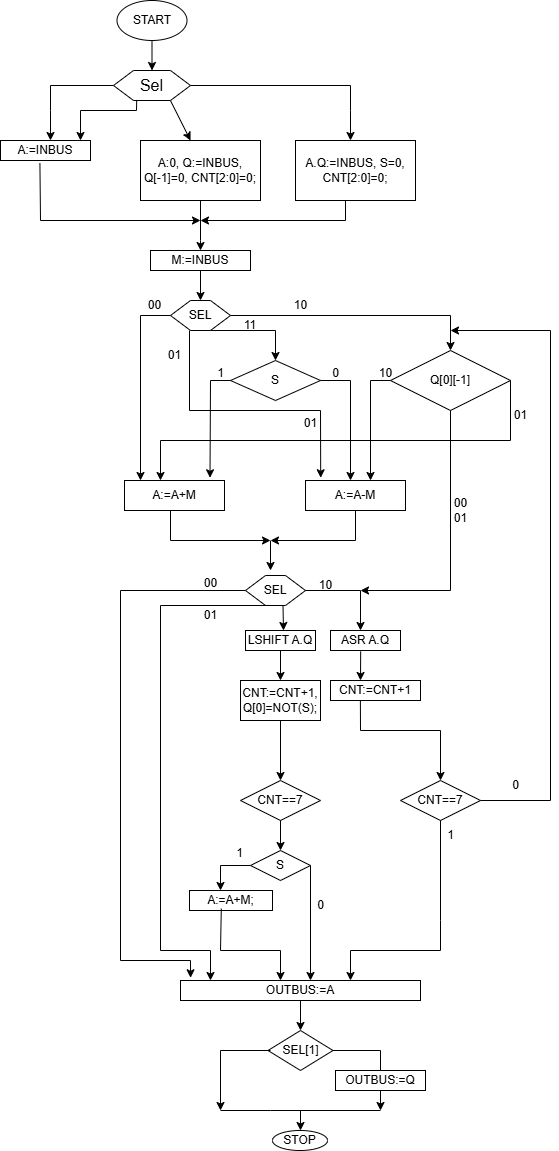 START
Sel
A:=INBUS
A:0, Q:=INBUS,
Q[-1]=0, CNT[2:0]=0;
A.Q:=INBUS, S=0,
CNT[2:0]=0;
M:=INBUS
00
SEL
10
11
01
1
S
0
10
Q[0][-1]
01
01
A:=A+M
A:=A-M
00
01
00
SEL
10
01
LSHIFT A.Q
ASR A.Q
CNT:=CNT+1,
Q[0]=NOT(S);
CNT:=CNT+1
CNT==7
CNT==7
0
1
1
S
A:=A+M;
0
OUTBUS:=A
SEL[1]
OUTBUS:=Q
STOP